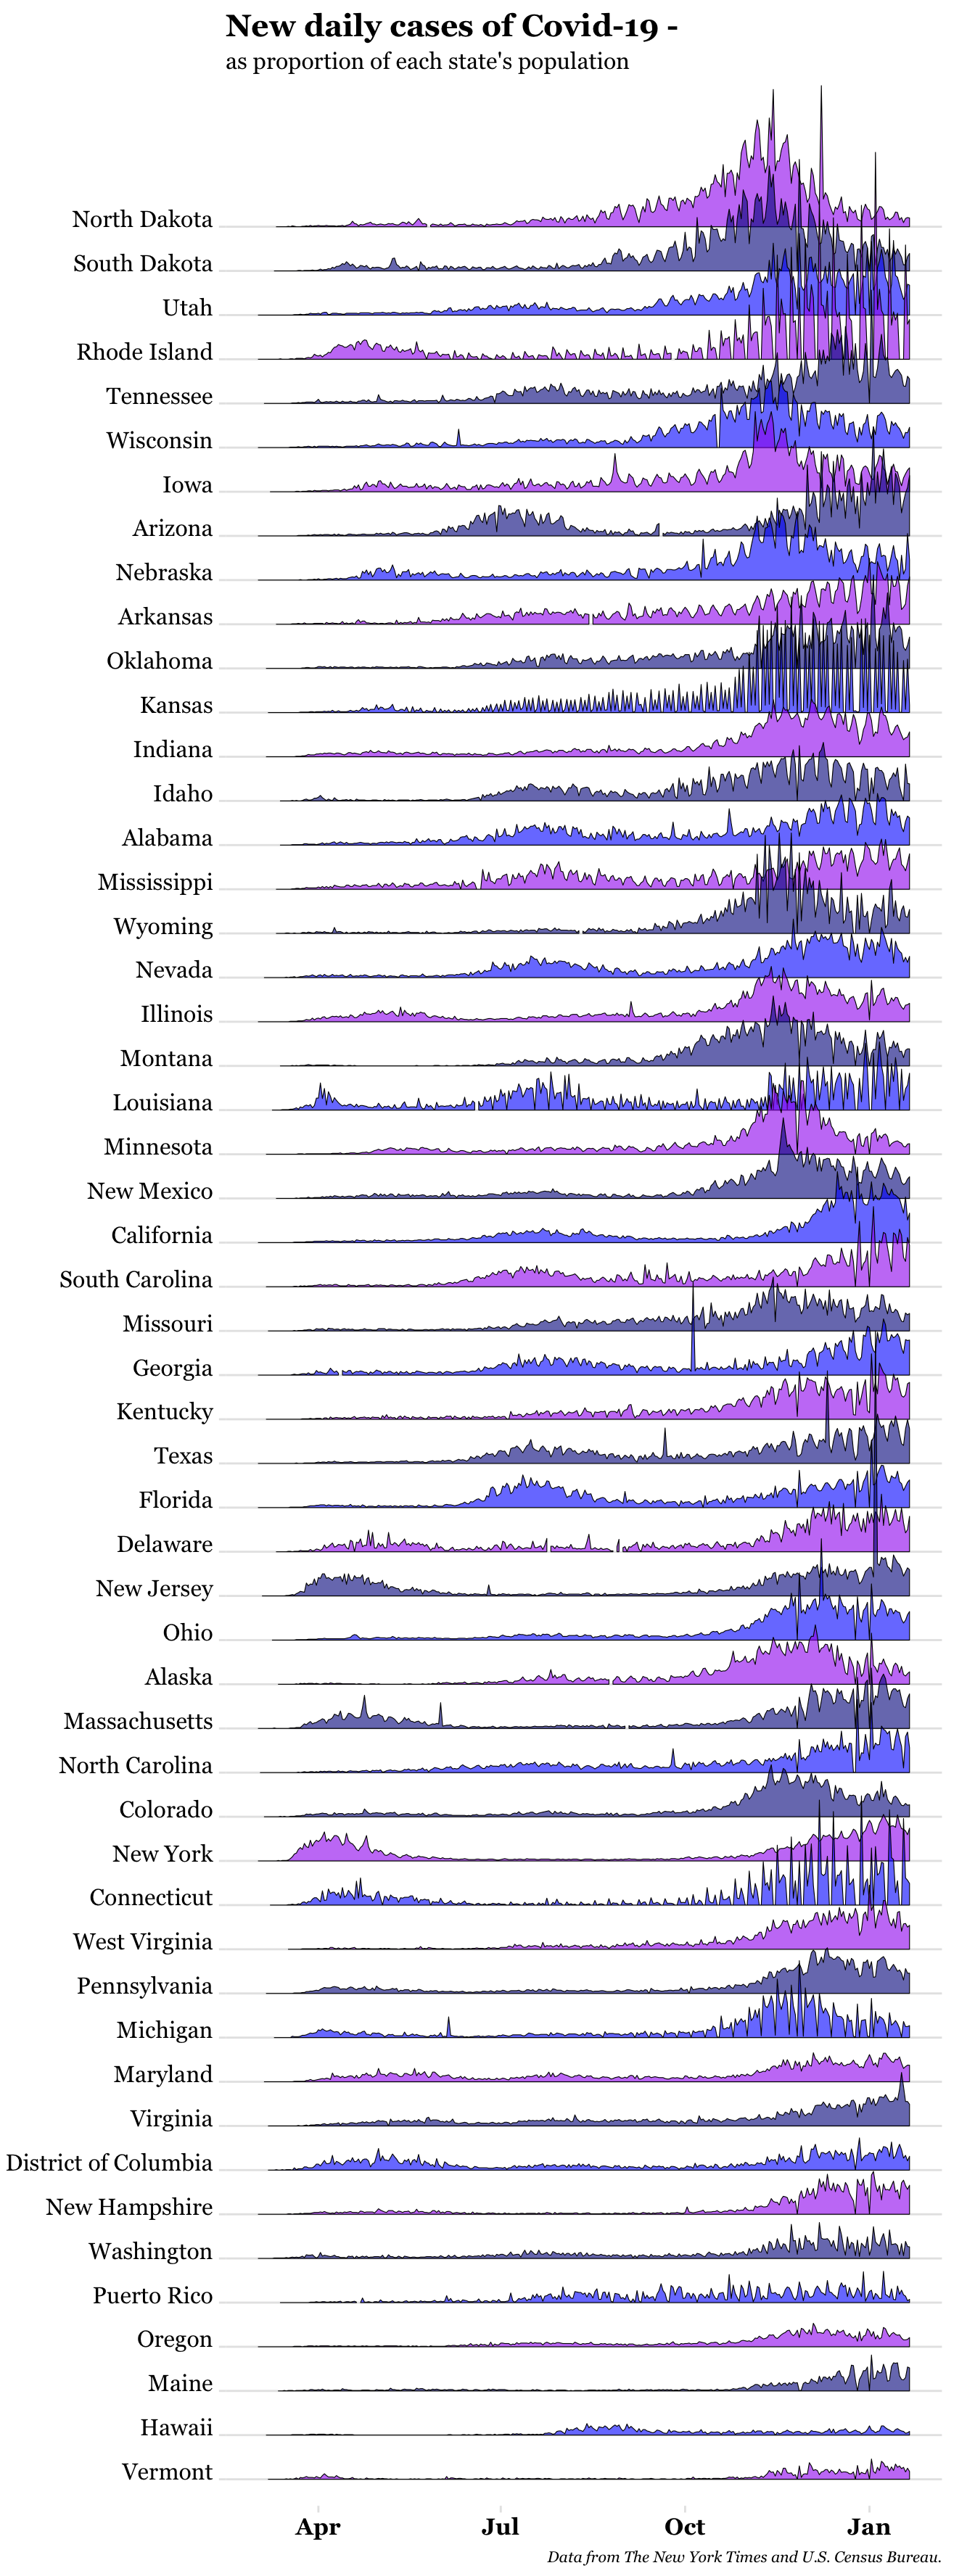 New daily cases of Covid-19 -
as proportion of each state's population
North Dakota
South Dakota
Utah
Rhode Island
Tennessee
Wisconsin
Iowa
Arizona
Nebraska
Arkansas
Oklahoma
Kansas
Indiana
Idaho
Alabama
Mississippi
Wyoming
Nevada
Illinois
Montana
Louisiana
Minnesota
New Mexico
California
South Carolina
Missouri
Georgia
Kentucky
Texas
Florida
Delaware
New Jersey
Ohio
Alaska
Massachusetts
North Carolina
Colorado
New York
Connecticut
West Virginia
Pennsylvania
Michigan
Maryland
Virginia
District of Columbia
New Hampshire
Washington
Puerto Rico
Oregon
Maine
Hawaii
Vermont
Apr Jul Oct Jan
Data from The New York Times and U.S. Census Bureau.